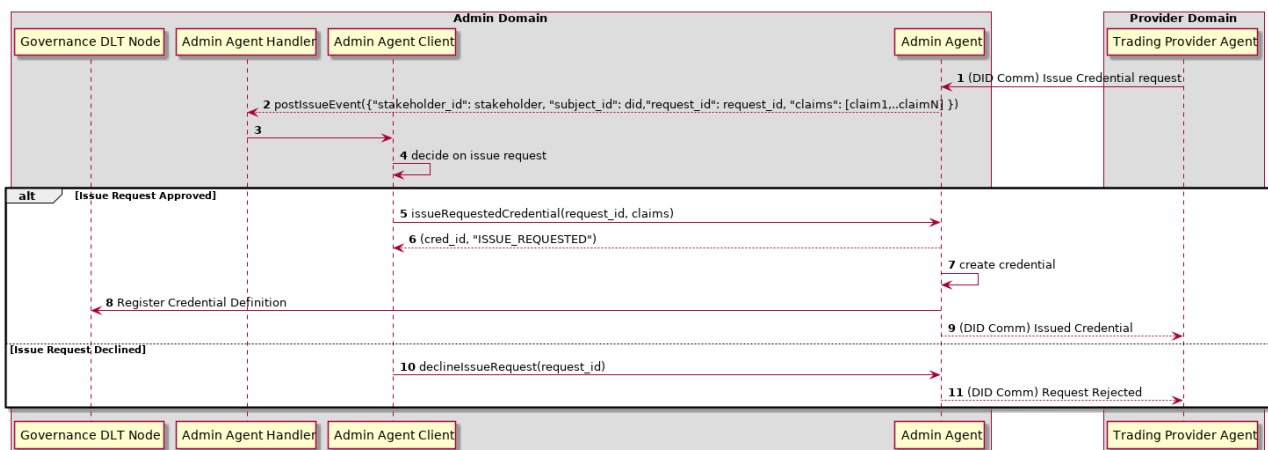 Admin Domain
Provider Domain
Governance DLT Node
Admin Agent Handler
Admin Agent Client
Admin Agent
Trading Provider Agent
1 (DID Comm) Issue Credential request
2 postIssueEvent({"stakeholder_id": stakeholder, "subject_id": did,"request_id": request_id, "claims": [claim1,..claimN] })
3
4 decide on issue request
alt [Issue Request Approved]
5 issueRequestedCredential(request_id, claims)
6 (cred_id, "ISSUE_REQUESTED")
7 create credential
8 Register Credential Definition
9 (DID Comm) Issued Credential
[Issue Request Declined]
10 declineIssueRequest(request_id)
11 (DID Comm) Request Rejected
Governance DLT Node
Admin Agent Handler
Admin Agent Client
Admin Agent
Trading Provider Agent